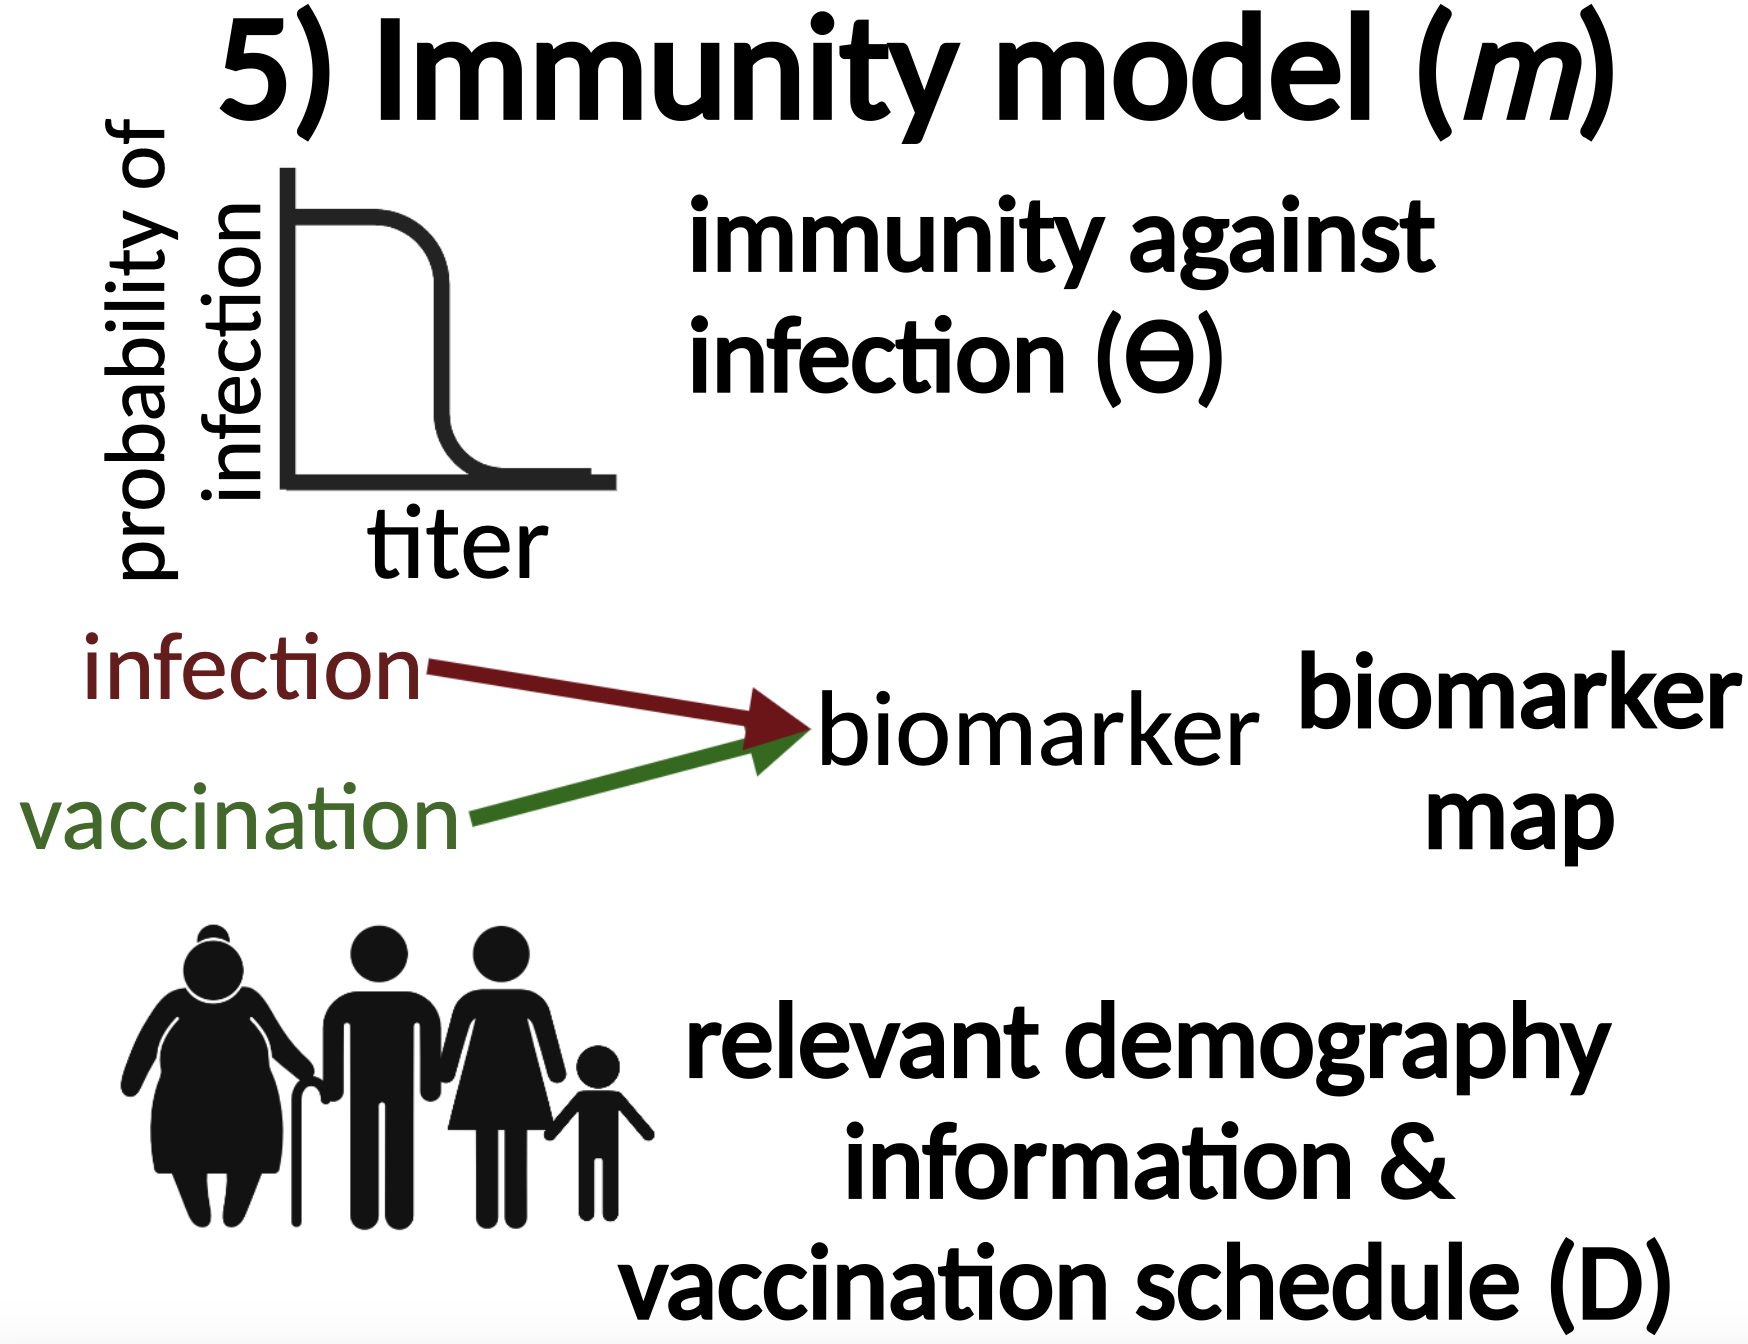 5) Immunity model (m)
probability of
infection
titer
immunity against
infection (Θ)
infection
vaccination
biomarker
biomarker
map
relevant demography
information &
vaccination schedule (D)